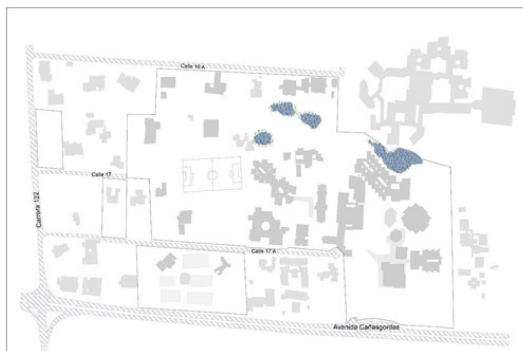 Calle 16 A
Calle 17
Carrera 122
Calle 17 A
Avenida Cañasgordas